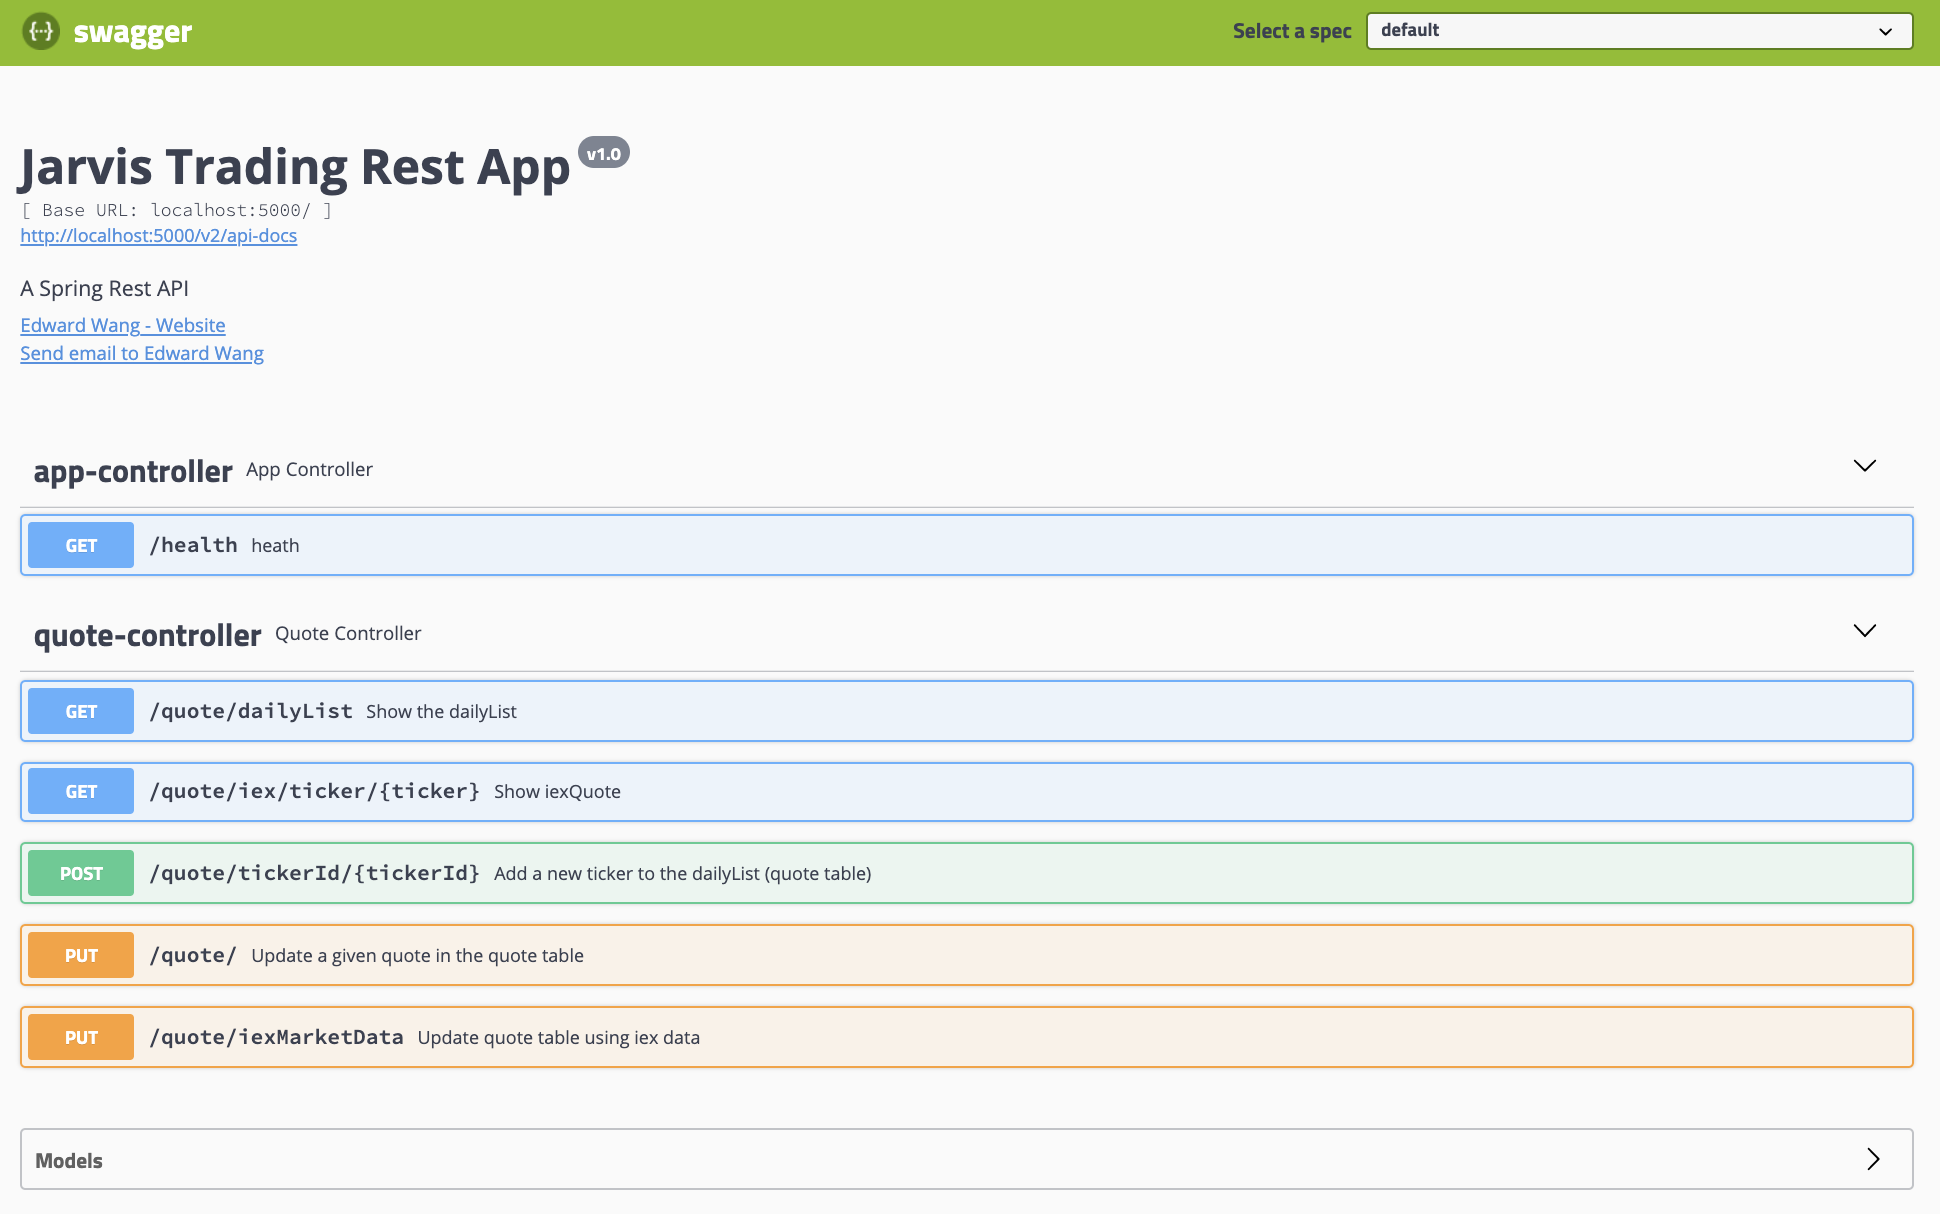 swagger
Select a spec default
Jarvis Trading Rest App v1.0
[ Base URL: localhost:5000/ ]
http://localhost:5000/v2/api-docs
A Spring Rest API
Edward Wang - Website
Send email to Edward Wang
app-controller App Controller
GET /health heath
quote-controller Quote Controller
GET /quote/dailyList Show the dailyList
GET /quote/iex/ticker/{ticker} Show iexQuote
POST /quote/tickerId/{tickerId} Add a new ticker to the dailyList (quote table)
PUT /quote/ Update a given quote in the quote table
PUT /quote/iexMarketData Update quote table using iex data
Models